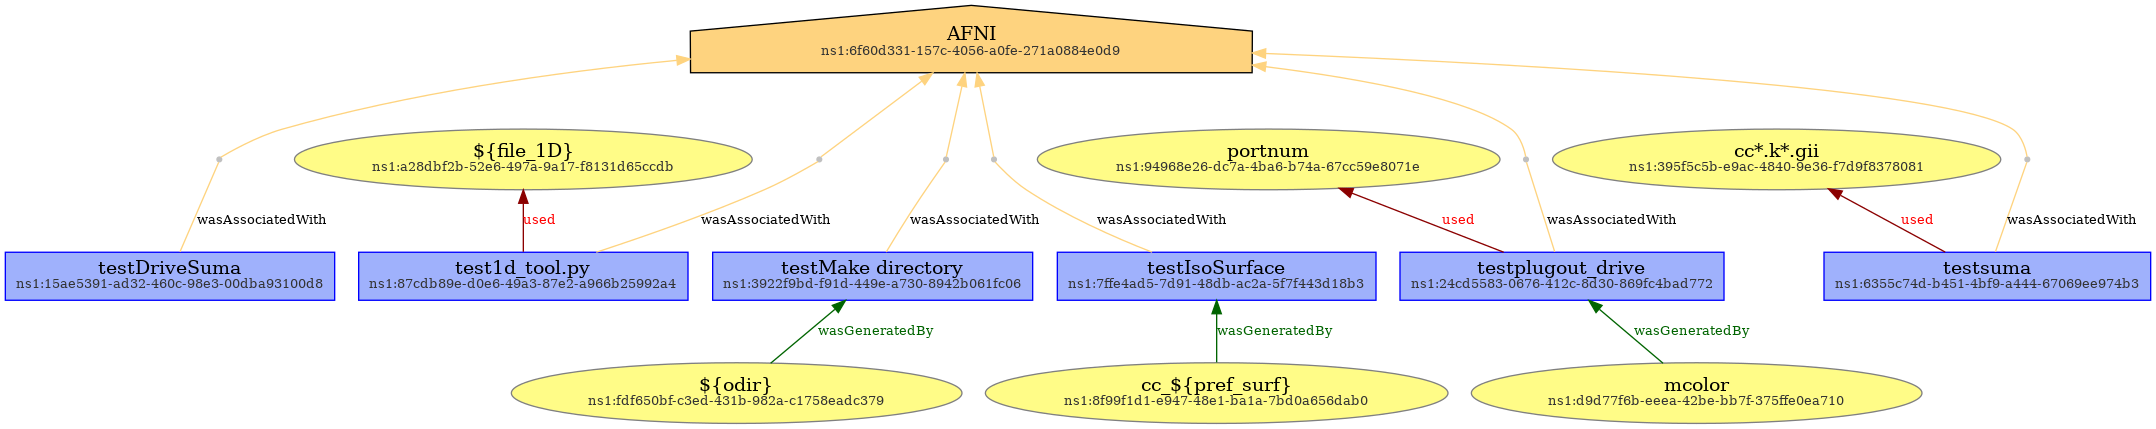 AFNI
ns1:6f60d331-157c-4056-a0fe-271a0884e0d9
${file_1D}
ns1:a28dbf2b-52e6-497a-9a17-f8131d65ccdb
portnum
ns1:94968e26-dc7a-4ba6-b74a-67cc59e8071e
cc*.k*.gii
ns1:395f5c5b-e9ac-4840-9e36-f7d9f8378081
wasAssociatedWith
used
wasAssociatedWith
wasAssociatedWith
wasAssociatedWith
used
wasAssociatedWith
used
wasAssociatedWith
testDriveSuma
ns1:15ae5391-ad32-460c-98e3-00dba93100d8
test1d_tool.py
ns1:87cdb89e-d0e6-49a3-87e2-a966b25992a4
testMake directory
ns1:3922f9bd-f91d-449e-a730-8942b061fc06
testIsoSurface
ns1:7ffe4ad5-7d91-48db-ac2a-5f7f443d18b3
testplugout_drive
ns1:24cd5583-0676-412c-8d30-869fc4bad772
testsuma
ns1:6355c74d-b451-4bf9-a444-67069ee974b3
wasGeneratedBy
wasGeneratedBy
wasGeneratedBy
${odir}
ns1:fdf650bf-c3ed-431b-982a-c1758eadc379
cc_${pref_surf}
ns1:8f99f1d1-e947-48e1-ba1a-7bd0a656dab0
mcolor
ns1:d9d77f6b-eeea-42be-bb7f-375ffe0ea710